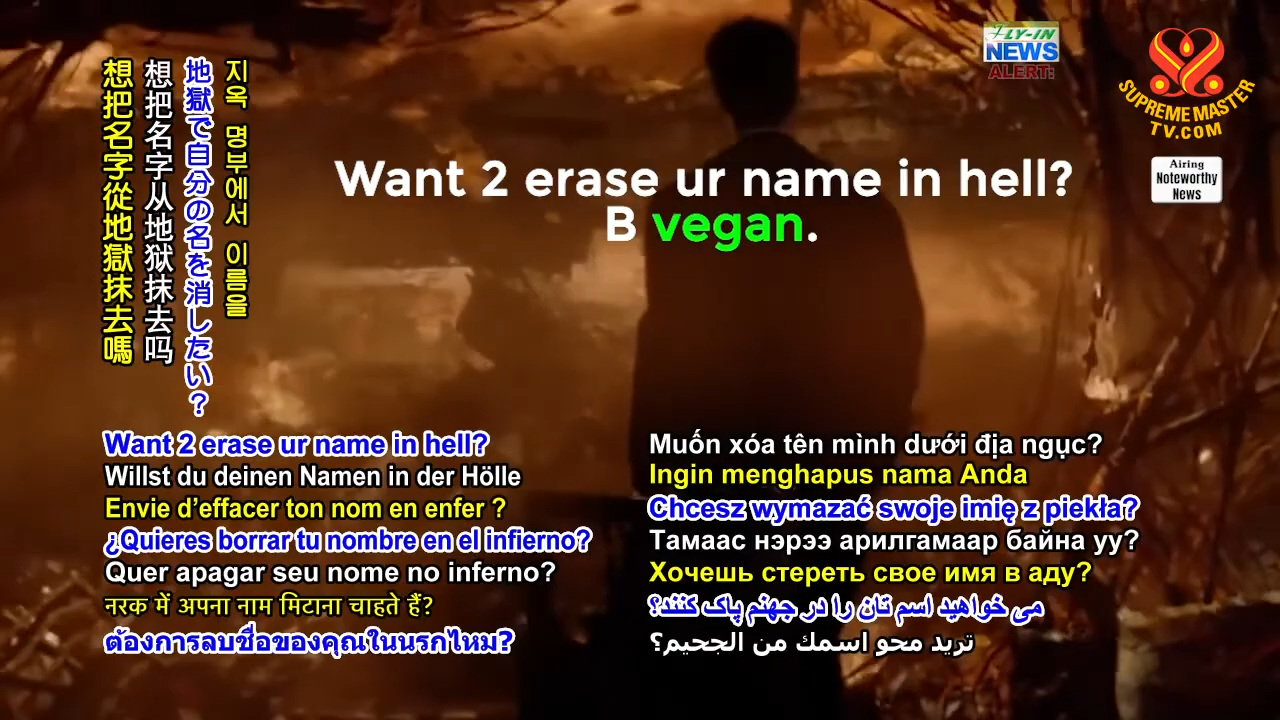 FLY-IN
NEWS
ALERT:
SUPREME MASTER
TV.COM
Airing
Noteworthy
News
Want 2 erase ur name in hell?
B vegan.
지옥 명부에서 이름을
地獄で自分の名を消したい？
想把名字从地狱抹去吗
想把名字從地獄抹去嗎
Want 2 erase ur name in hell?
Willst du deinen Namen in der Hölle
Envie d’effacer ton nom en enfer ?
¿Quieres borrar tu nombre en el infierno?
Quer apagar seu nome no inferno?
नरक में अपना नाम मिटाना चाहते हैं?
ต้องการลบชื่อของคุณในนรกไหม?
Muốn xóa tên mình dưới địa ngục?
Ingin menghapus nama Anda
Chcesz wymazać swoje imię z piekła?
Тамаас нэрээ арилгамаар байна уу?
Хочешь стереть свое имя в аду?
می خواهید اسم تان را در جهنم پاک کنند؟
تريد محو اسمك من الجحيم؟